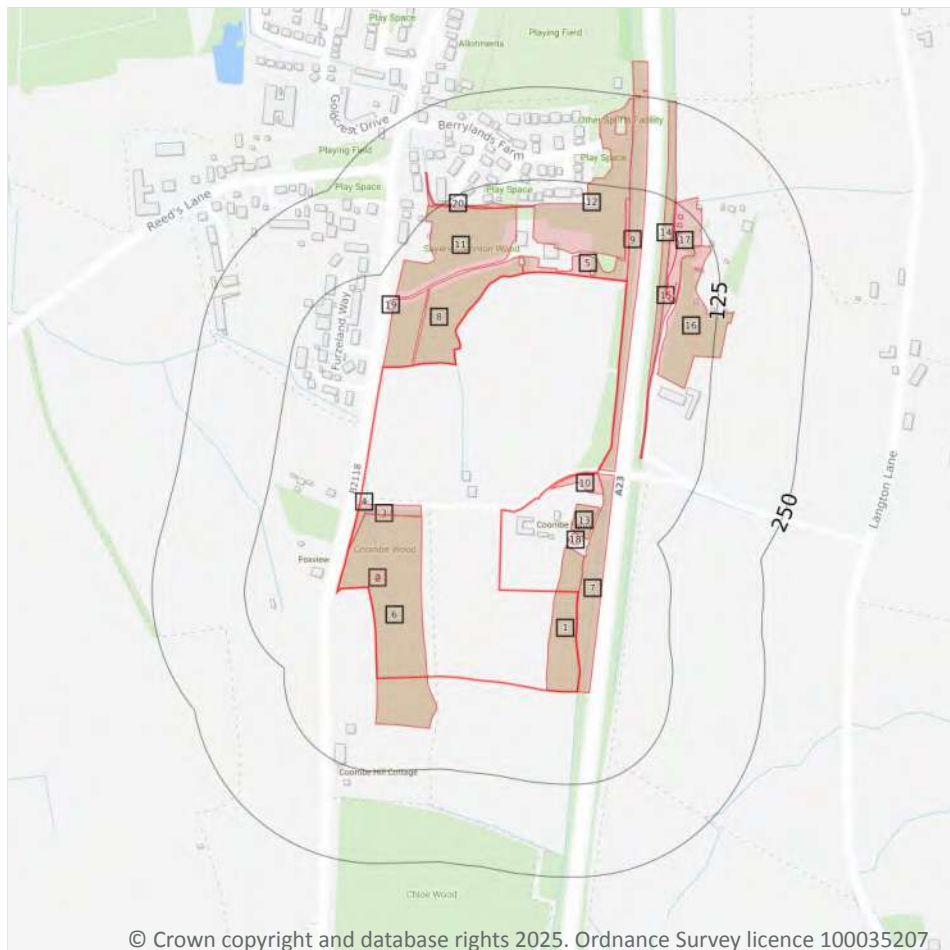 Play Space
Allotments
Playing Field
Goldcrest Drive
Berrylands Farm
Other Sports Facility
Playing Field
Play Space
Play Space
Play Space
Reed's Lane
20
12
14
17
9
11
5
15
19
8
16
125
Furzeland Way
B2118
A23
10
4
3
13
Coombe
18
250
Langton Lane
Coombe Wood
Foxview
2
7
6
1
Coombe Hill Cottage
Chloe Wood
© Crown copyright and database rights 2025. Ordnance Survey licence 100035207